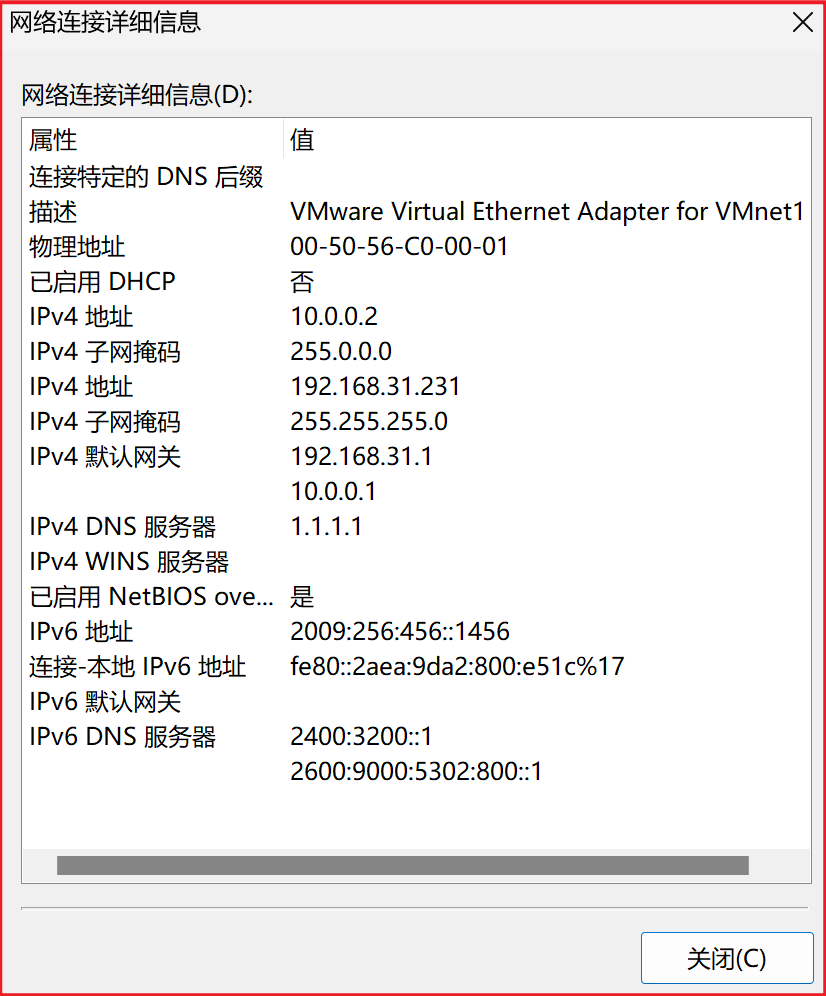 网络连接详细信息
网络连接详细信息(D):
属性 值
连接特定的 DNS 后缀
描述 VMware Virtual Ethernet Adapter for VMnet1
物理地址 00-50-56-C0-00-01
已启用 DHCP 否
IPv4 地址 10.0.0.2
IPv4 子网掩码 255.0.0.0
IPv4 地址 192.168.31.231
IPv4 子网掩码 255.255.255.0
IPv4 默认网关 192.168.31.1
10.0.0.1
IPv4 DNS 服务器 1.1.1.1
IPv4 WINS 服务器
已启用 NetBIOS ove... 是
IPv6 地址 2009:256:456::1456
连接-本地 IPv6 地址 fe80::2aea:9da2:800:e51c%17
IPv6 默认网关
IPv6 DNS 服务器 2400:3200::1
2600:9000:5302:800::1
关闭(C)